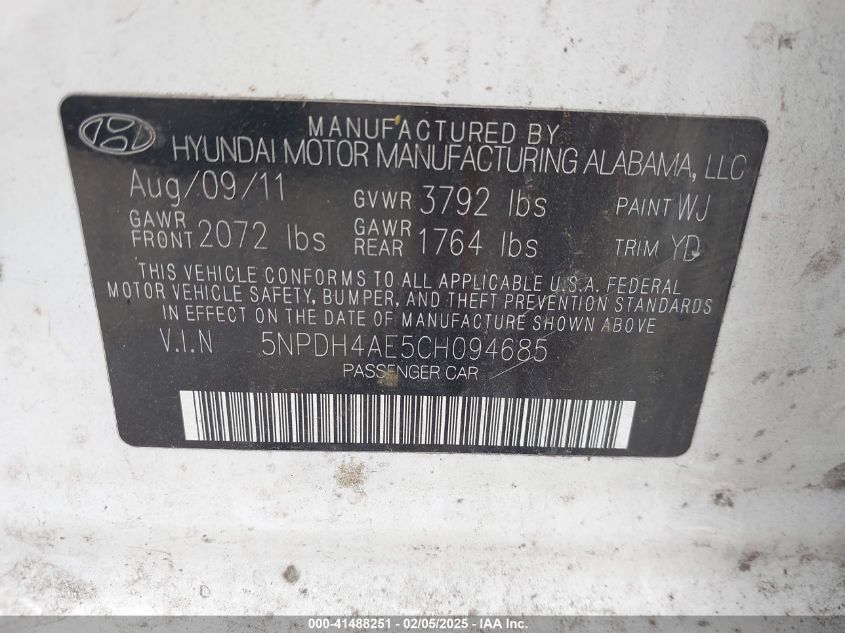 MANUFACTURED BY
HYUNDAI MOTOR MANUFACTURING ALABAMA, LLC
Aug/09/11 GVWR 3792 lbs PAINT WJ
GAWR FRONT 2072 lbs GAWR REAR 1764 lbs TRIM YD
THIS VEHICLE CONFORMS TO ALL APPLICABLE U.S.A. FEDERAL
MOTOR VEHICLE SAFETY, BUMPER, AND THEFT PREVENTION STANDARDS
IN EFFECT ON THE DATE OF MANUFACTURE SHOWN ABOVE
V.I.N 5NPDH4AE5CH094685
PASSENGER CAR
000-41488251 - 02/05/2025 - IAA Inc.